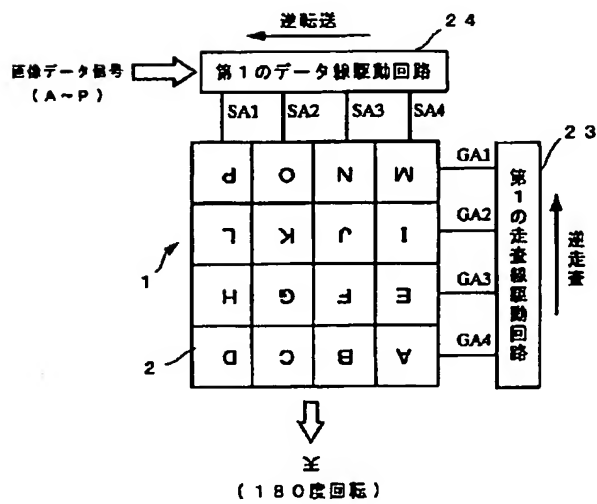 逆転送
24
画像データ信号
(A~P)
第1のデータ線駆動回路
SA1 SA2 SA3 SA4
23
P O N M
GA1
L K J I
GA2
H G F E
GA3
D C B A
GA4
第1の走査線駆動回路
逆走査
1
2
天
(180度回転)